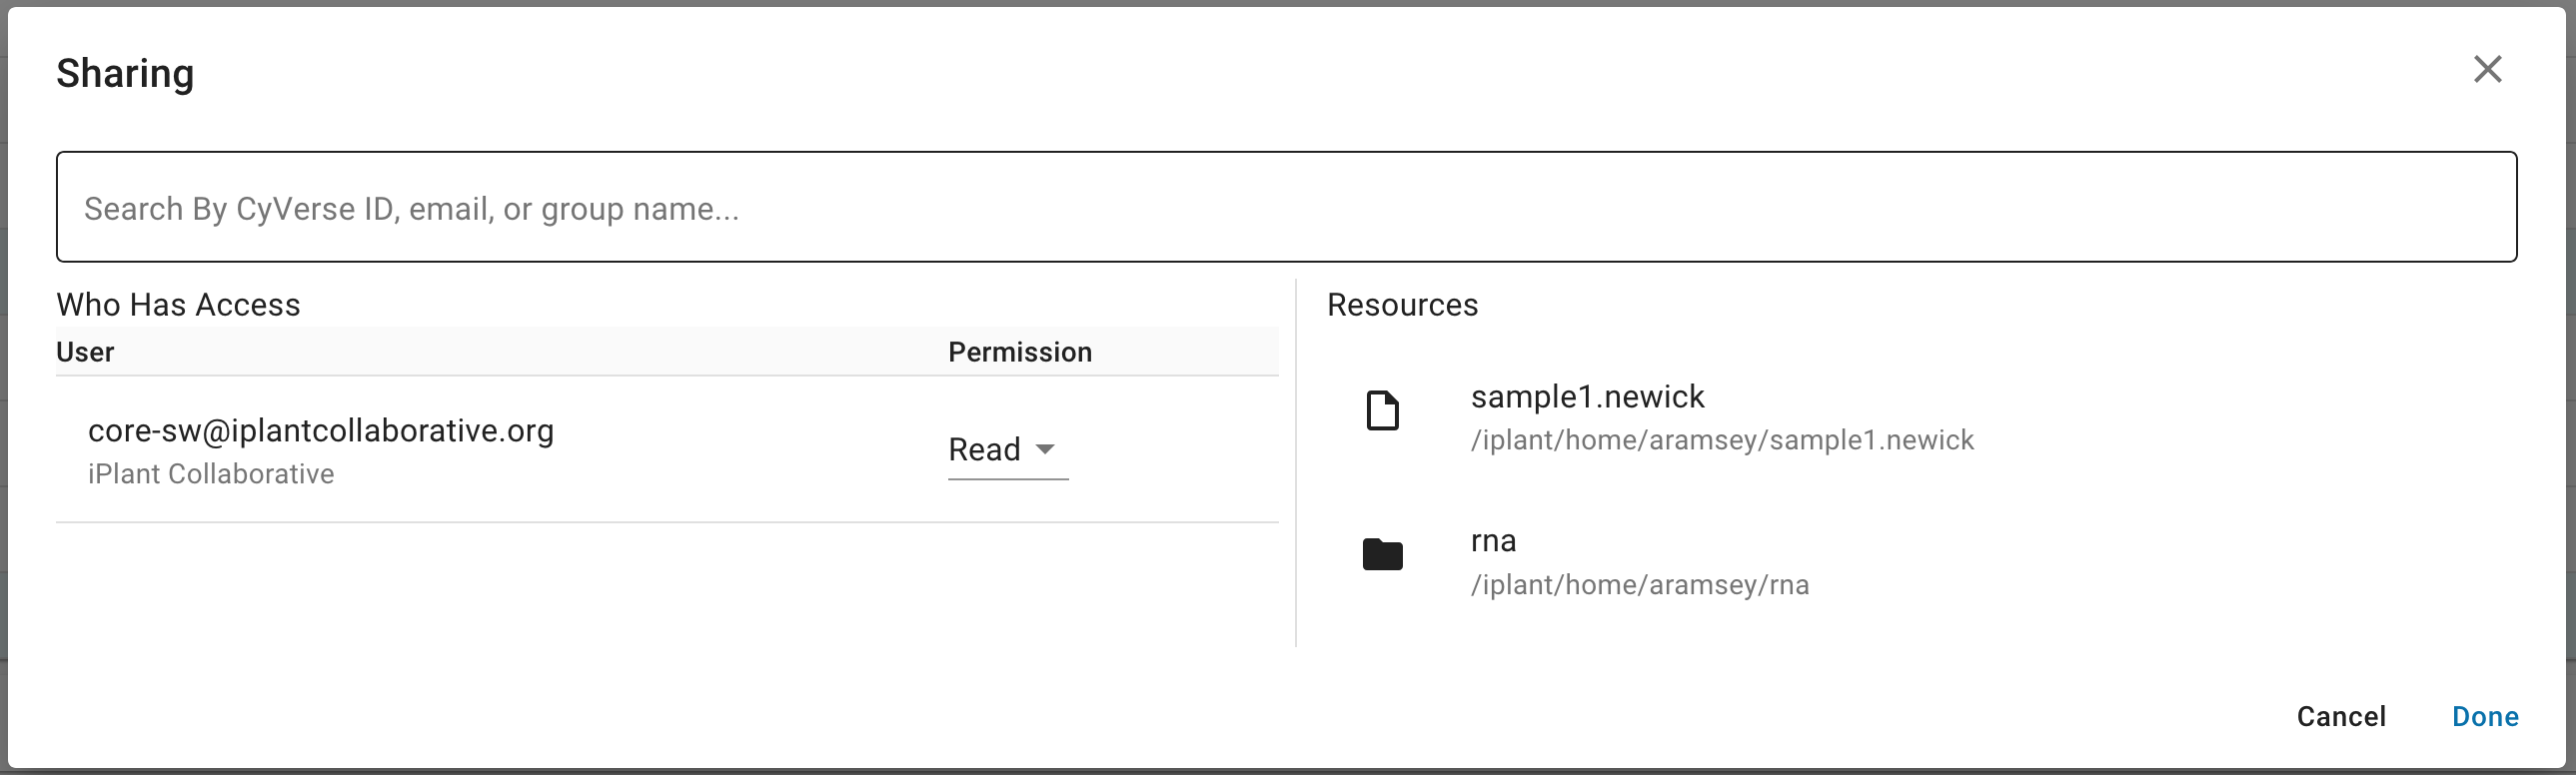 Sharing
Search By CyVerse ID, email, or group name...
Who Has Access
User Permission
core-sw@iplantcollaborative.org
iPlant Collaborative
Read
Resources
sample1.newick
/iplant/home/aramsey/sample1.newick
rna
/iplant/home/aramsey/rna
Cancel Done